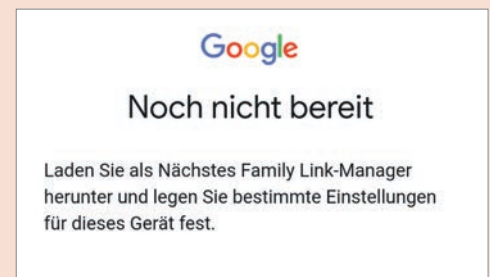 Google
Noch nicht bereit
Laden Sie als Nächstes Family Link-Manager
herunter und legen Sie bestimmte Einstellungen
für dieses Gerät fest.